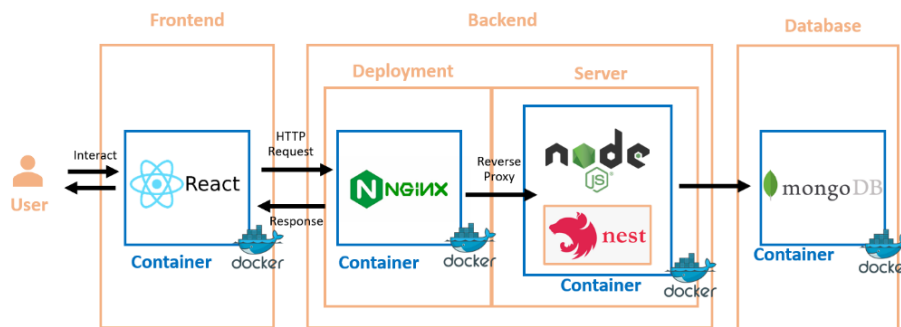 Frontend
Backend
Database
Deployment
Server
User
Interact
React
Container
docker
HTTP
Request
Response
NGINX
Container
docker
Reverse
Proxy
node
JS
nest
Container
docker
mongoDB
Container
docker